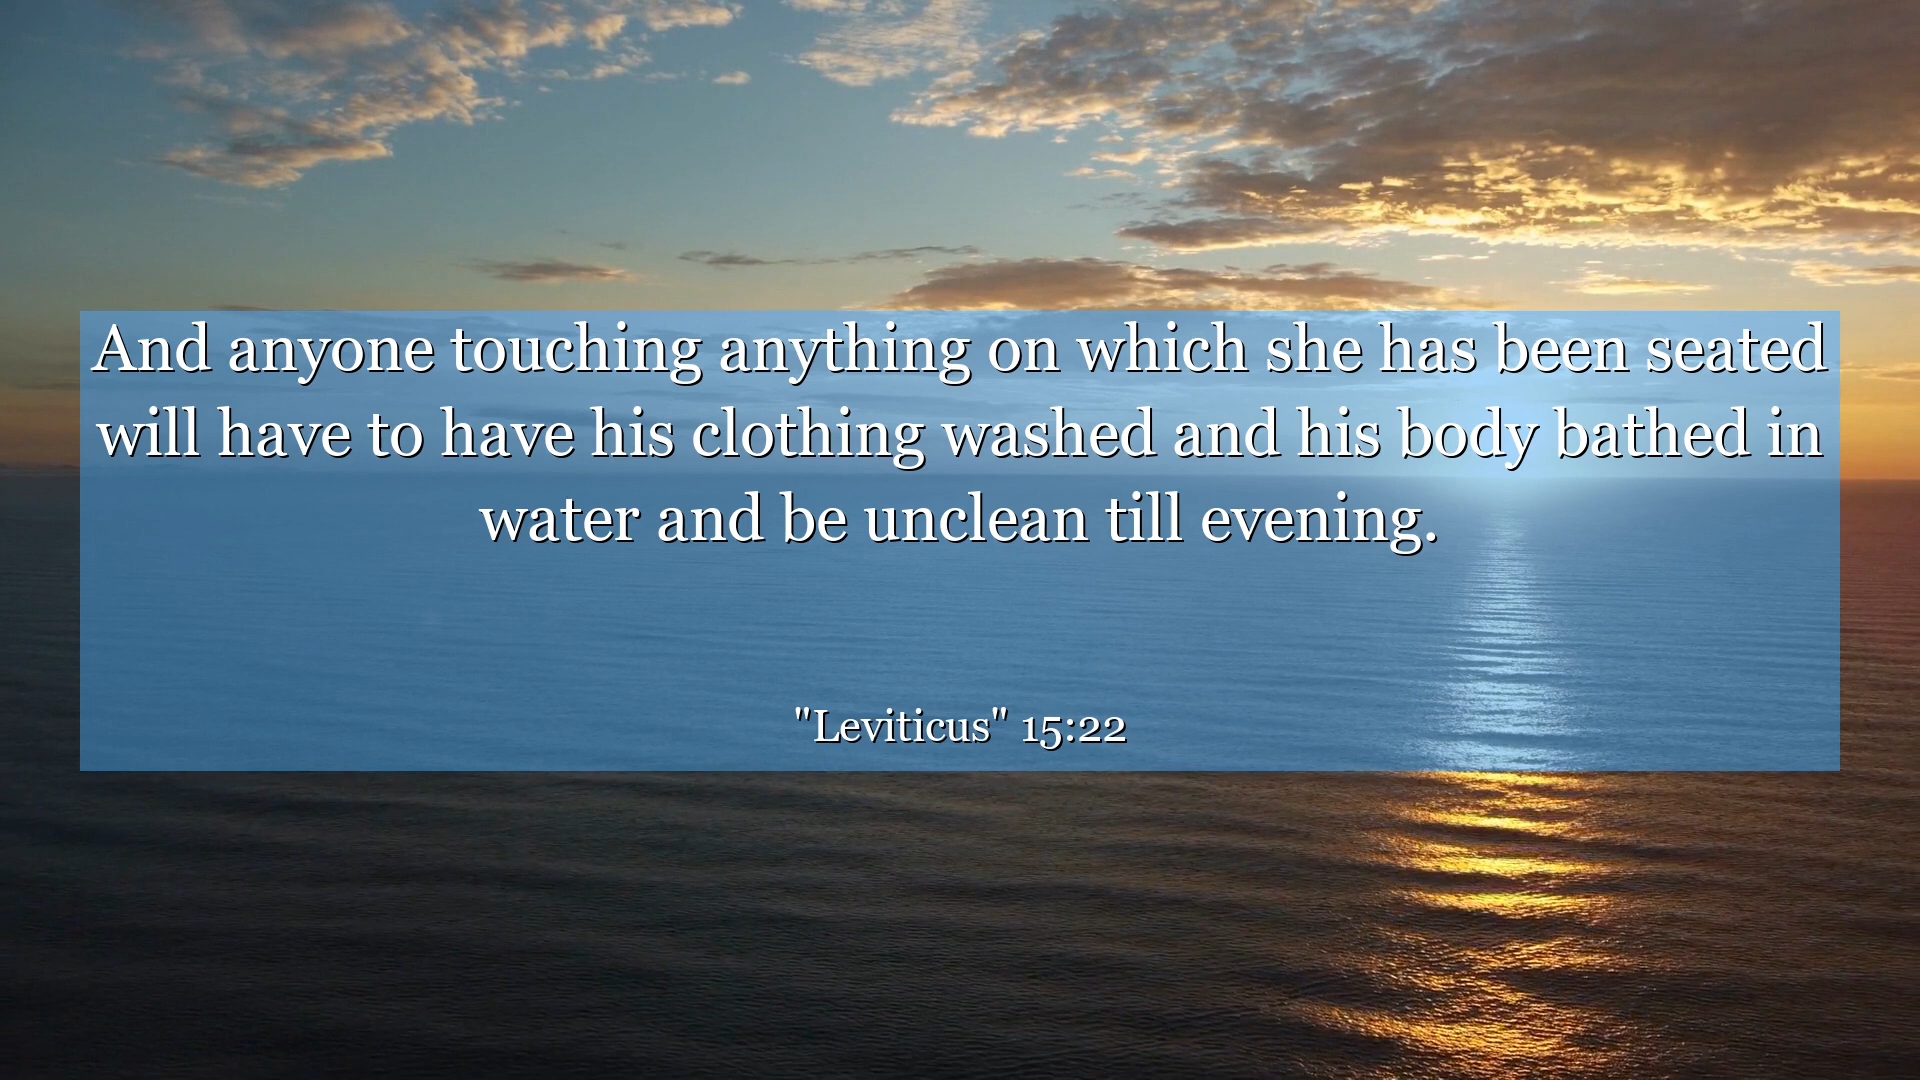 And anyone touching anything on which she has been seated
will have to have his clothing washed and his body bathed in
water and be unclean till evening.
"Leviticus" 15:22